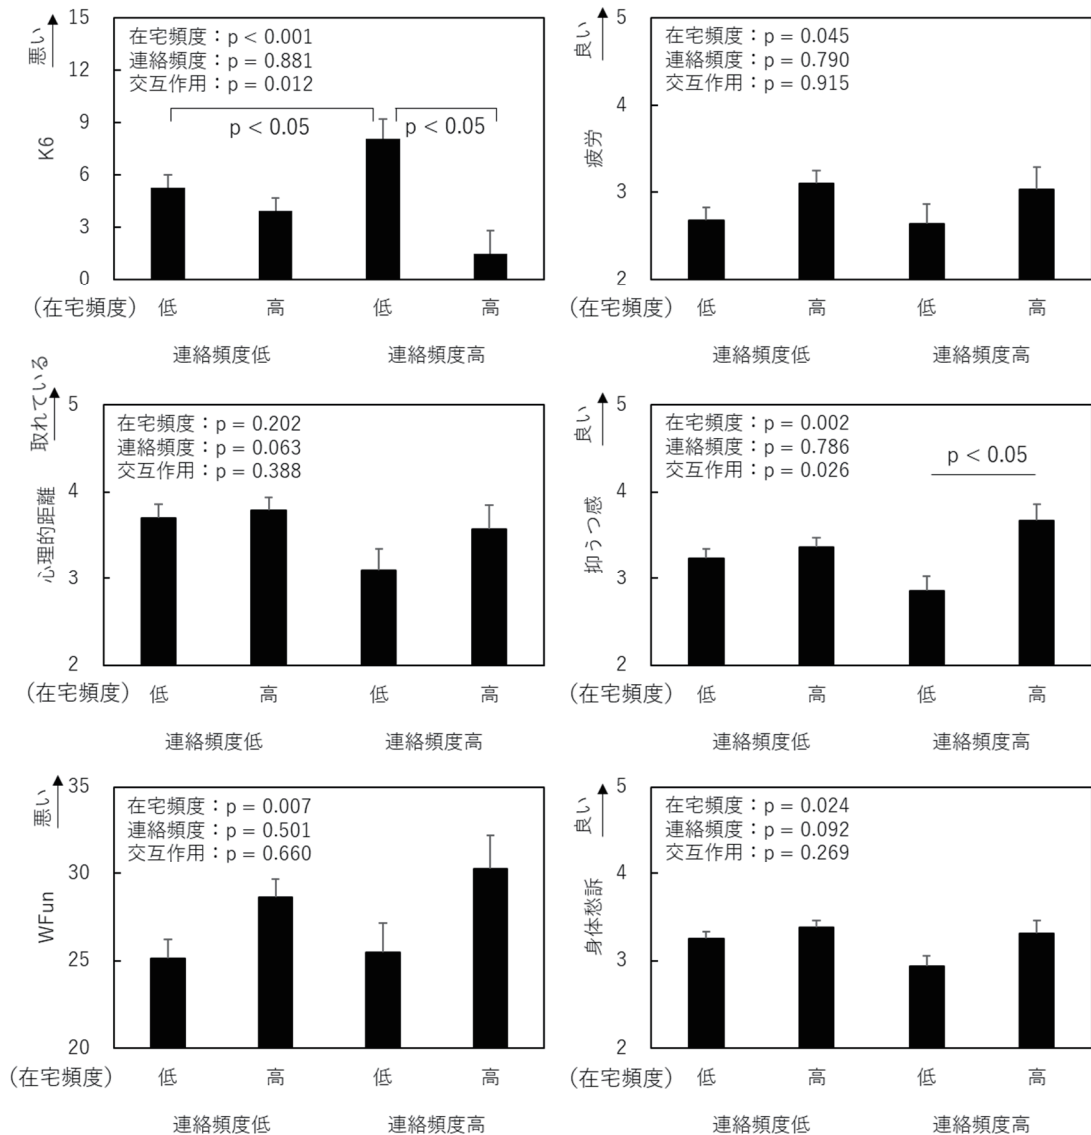 悪い
15
12
9
6
3
0
K6
在宅頻度：p < 0.001
連絡頻度：p = 0.881
交互作用：p = 0.012
p < 0.05
p < 0.05
(在宅頻度) 低 高 低 高
連絡頻度低 連絡頻度高
良い
5
4
3
2
疲労
在宅頻度：p = 0.045
連絡頻度：p = 0.790
交互作用：p = 0.915
(在宅頻度) 低 高 低 高
連絡頻度低 連絡頻度高
取れている
5
4
3
2
心理的距離
在宅頻度：p = 0.202
連絡頻度：p = 0.063
交互作用：p = 0.388
(在宅頻度) 低 高 低 高
連絡頻度低 連絡頻度高
良い
5
4
3
2
抑うつ感
在宅頻度：p = 0.002
連絡頻度：p = 0.786
交互作用：p = 0.026
p < 0.05
(在宅頻度) 低 高 低 高
連絡頻度低 連絡頻度高
悪い
35
30
25
20
WFun
在宅頻度：p = 0.007
連絡頻度：p = 0.501
交互作用：p = 0.660
(在宅頻度) 低 高 低 高
連絡頻度低 連絡頻度高
良い
5
4
3
2
身体愁訴
在宅頻度：p = 0.024
連絡頻度：p = 0.092
交互作用：p = 0.269
(在宅頻度) 低 高 低 高
連絡頻度低 連絡頻度高